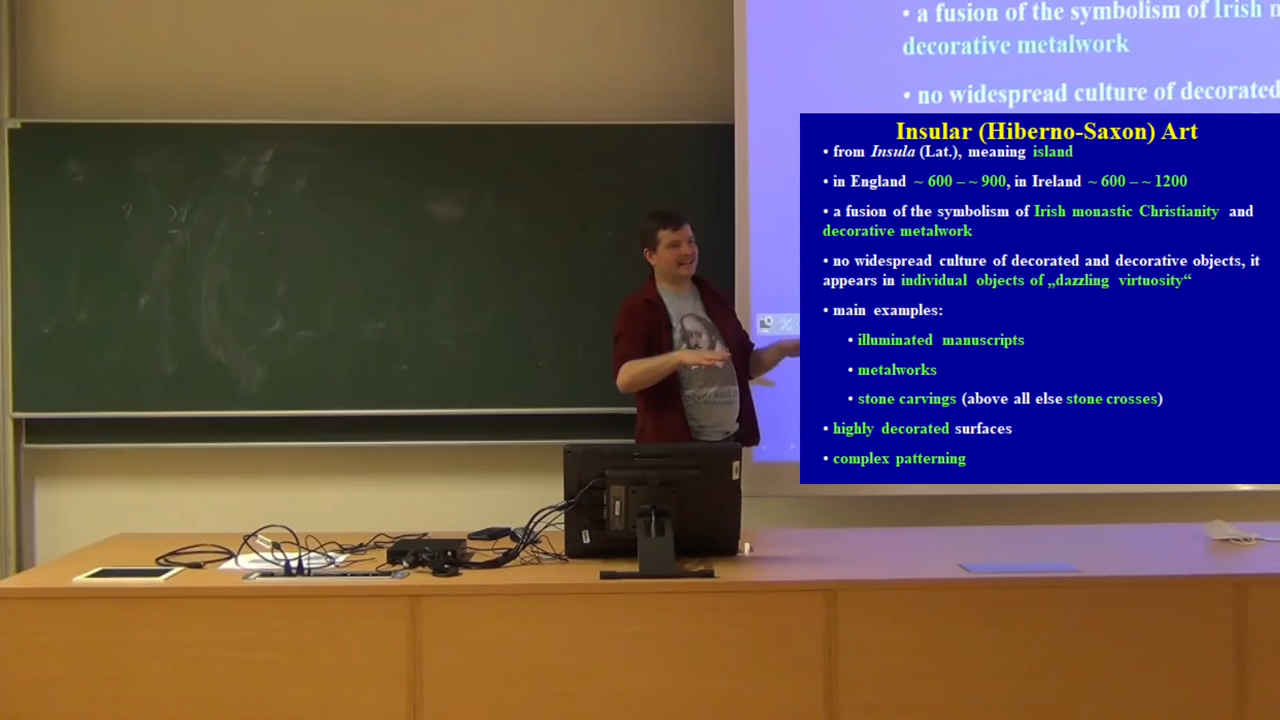 • a fusion of the symbolism of Irish
decorative metalwork
• no widespread culture of decorated
Insular (Hiberno-Saxon) Art
• from Insula (Lat.), meaning island
• in England ~ 600 – ~ 900, in Ireland ~ 600 – ~ 1200
• a fusion of the symbolism of Irish monastic Christianity and
decorative metalwork
• no widespread culture of decorated and decorative objects, it
appears in individual objects of „dazzling virtuosity“
• main examples:
• illuminated manuscripts
• metalworks
• stone carvings (above all else stone crosses)
• highly decorated surfaces
• complex patterning